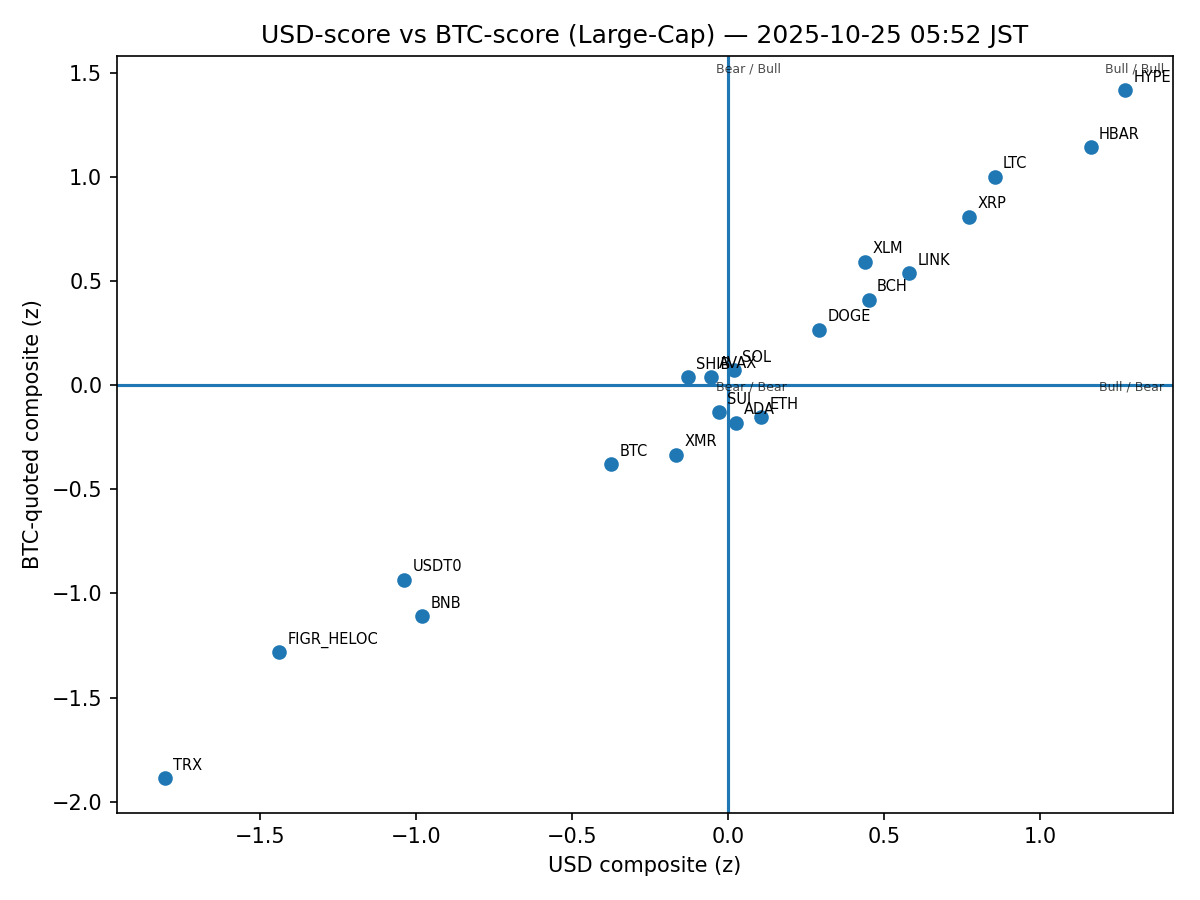 USD-score vs BTC-score (Large-Cap) — 2025-10-25 05:52 JST
Bear / Bull
Bull / Bull
HYPE
HBAR
LTC
XRP
XLM
LINK
BCH
DOGE
SOL
SHIB
AVAX
Bear / Bear
Bull / Bear
SUI
ADA
ETH
XMR
BTC
USDT0
BNB
FIGR_HELOC
TRX
1.5
1.0
0.5
0.0
−0.5
−1.0
−1.5
−2.0
BTC-quoted composite (z)
−1.5
−1.0
−0.5
0.0
0.5
1.0
USD composite (z)